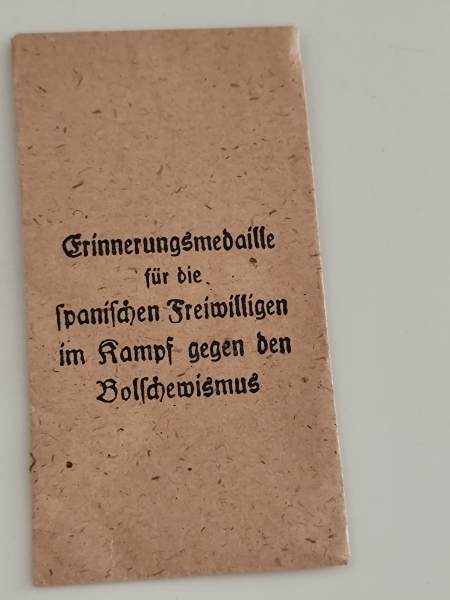 Erinnerungsmedaille
für die
ſpaniſchen Freiwilligen
im Kampf gegen den
Bolſchewismus